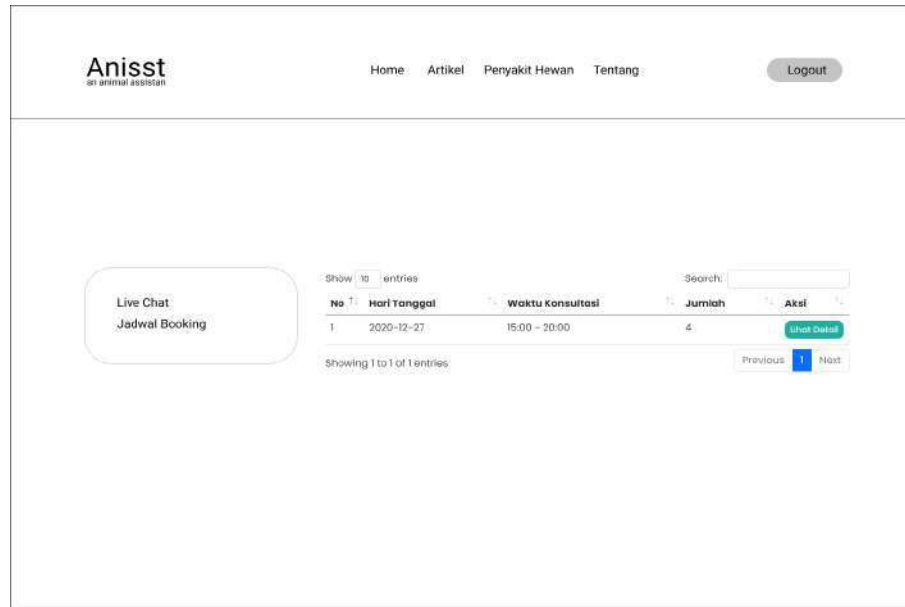 Anisst
an animal assistan
Home Artikel Penyakit Hewan Tentang
Logout
Live Chat
Jadwal Booking
Show 10 entries
Search:
No Hari Tanggal Waktu Konsultasi Jumlah Aksi
1 2020-12-27 15:00 - 20:00 4 Lihat Detail
Showing 1 to 1 of 1 entries
Previous 1 Next